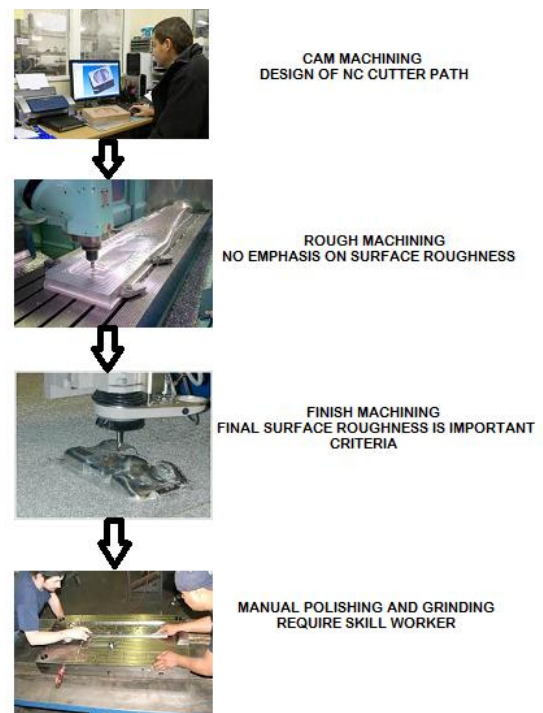 CAM MACHINING
DESIGN OF NC CUTTER PATH
ROUGH MACHINING
NO EMPHASIS ON SURFACE ROUGHNESS
FINISH MACHINING
FINAL SURFACE ROUGHNESS IS IMPORTANT
CRITERIA
MANUAL POLISHING AND GRINDING
REQUIRE SKILL WORKER